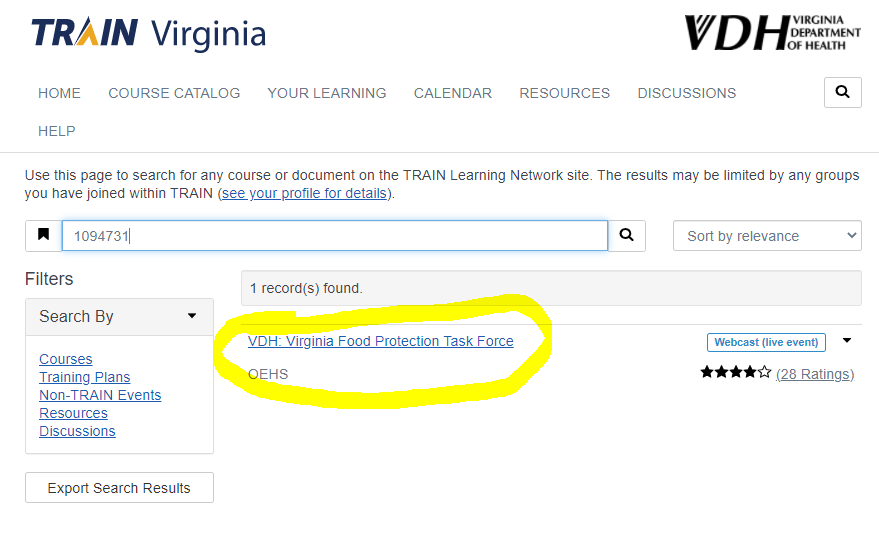 TRAIN Virginia
VDH VIRGINIA
DEPARTMENT
OF HEALTH
HOME COURSE CATALOG YOUR LEARNING CALENDAR RESOURCES DISCUSSIONS
HELP
Use this page to search for any course or document on the TRAIN Learning Network site. The results may be limited by any groups
you have joined within TRAIN (see your profile for details).
1094731
Sort by relevance
Filters
Search By
Courses
Training Plans
Non-TRAIN Events
Resources
Discussions
Export Search Results
1 record(s) found.
VDH: Virginia Food Protection Task Force
Webcast (live event)
OEHS
(28 Ratings)